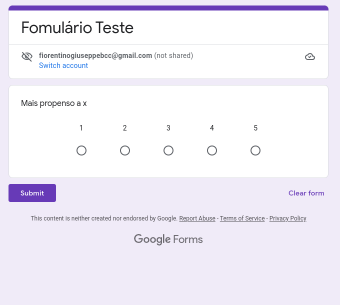 Fomulário Teste
fiorentinogiuseppebcc@gmail.com (not shared)
Switch account
Mais propenso a x
1 2 3 4 5
Submit Clear form
This content is neither created nor endorsed by Google. Report Abuse - Terms of Service - Privacy Policy
Google Forms